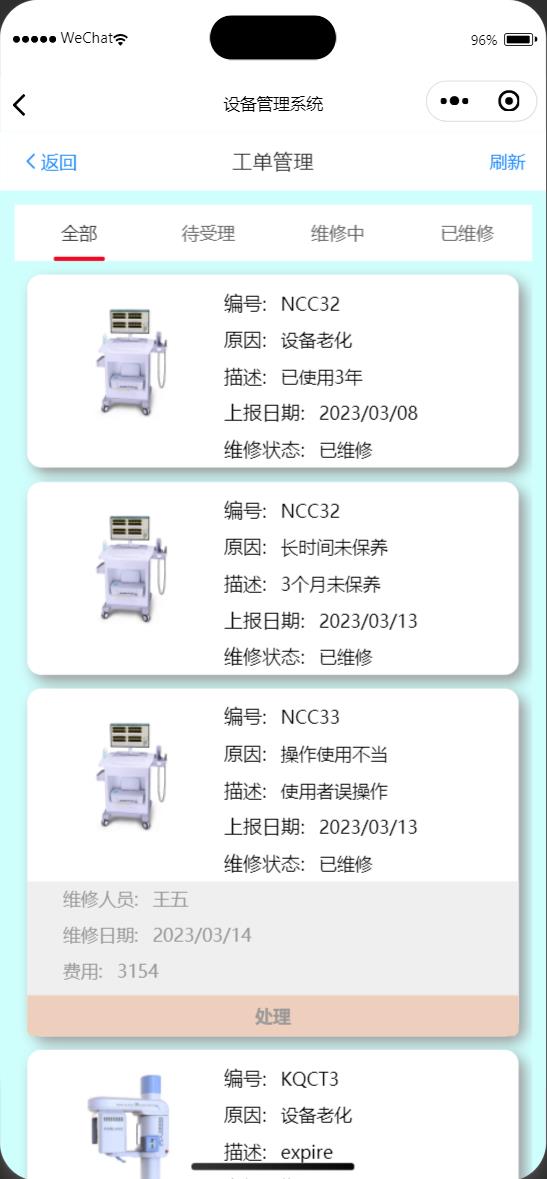 WeChat 96%
设备管理系统
返回 工单管理 刷新
全部 待受理 维修中 已维修
编号: NCC32
原因: 设备老化
描述: 已使用3年
上报日期: 2023/03/08
维修状态: 已维修
编号: NCC32
原因: 长时间未保养
描述: 3个月未保养
上报日期: 2023/03/13
维修状态: 已维修
编号: NCC33
原因: 操作使用不当
描述: 使用者误操作
上报日期: 2023/03/13
维修状态: 已维修
维修人员: 王五
维修日期: 2023/03/14
费用: 3154
处理
编号: KQCT3
原因: 设备老化
描述: expire